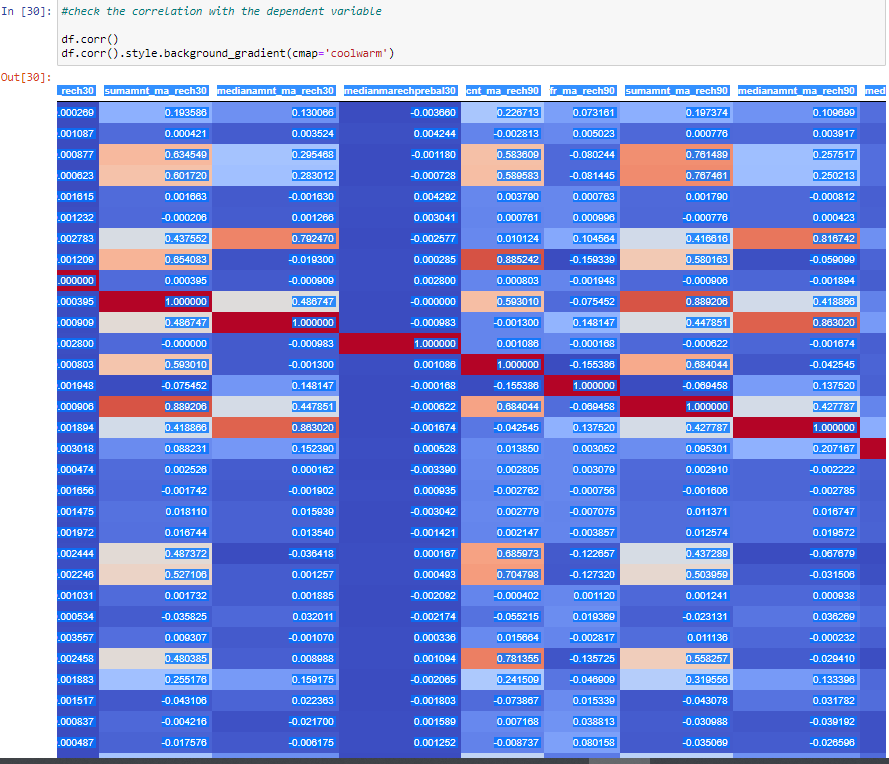 In [30]: #check the correlation with the dependent variable
df.corr()
df.corr().style.background_gradient(cmap='coolwarm')
Out[30]:
_rech30 sumamnt_ma_rech30 medianamnt_ma_rech30 medianmarechprebal30 cnt_ma_rech90 fr_ma_rech90 sumamnt_ma_rech90 medianamnt_ma_rech90 med
.000269 0.193586 0.130066 -0.003660 0.226713 0.073161 0.197374 0.109699
.001087 0.000421 0.003524 0.004244 -0.002813 0.005023 0.000776 0.003917
.000877 0.634549 0.295468 -0.001180 0.583609 -0.080244 0.761489 0.257517
.000623 0.601720 0.283012 -0.000728 0.589583 -0.081445 0.767461 0.250213
.001615 0.001663 -0.001630 0.004292 0.003790 0.000763 0.001790 -0.000812
.001232 -0.000206 0.001266 0.003041 0.000761 0.000996 -0.000776 0.000423
.002783 0.437552 0.792470 -0.002577 0.010124 0.104564 0.416616 0.816742
.001209 0.654083 -0.019300 0.000285 0.885242 -0.159339 0.580163 -0.059099
.000000 0.000395 -0.000909 0.002800 0.000803 -0.001948 -0.000906 -0.001894
.000395 1.000000 0.486747 -0.000000 0.593010 -0.075452 0.889206 0.418866
.000909 0.486747 1.000000 -0.000983 -0.001300 0.148147 0.447851 0.863020
.002800 -0.000000 -0.000983 1.000000 0.001086 -0.000168 -0.000622 -0.001674
.000803 0.593010 -0.001300 0.001086 1.000000 -0.155386 0.684044 -0.042545
.001948 -0.075452 0.148147 -0.000168 -0.155386 1.000000 -0.069458 0.137520
.000906 0.889206 0.447851 -0.000622 0.684044 -0.069458 1.000000 0.427787
.001894 0.418866 0.863020 -0.001674 -0.042545 0.137520 0.427787 1.000000
.003018 0.088231 0.152390 0.000528 0.013850 0.003052 0.095301 0.207167
.000474 0.002526 0.000162 -0.003390 0.002805 0.003079 0.002910 -0.002222
.001656 -0.001742 -0.001902 0.000935 -0.002762 -0.000756 -0.001606 -0.002785
.001475 0.018110 0.015939 -0.003042 0.002779 -0.007075 0.011371 0.016747
.001972 0.016744 0.013540 -0.001421 0.002147 -0.003857 0.012574 0.019572
.002444 0.487372 -0.036418 0.000167 0.685973 -0.122657 0.437289 -0.067679
.002246 0.527106 0.001257 0.000493 0.704798 -0.127320 0.503959 -0.031506
.001031 0.001732 0.001885 -0.002092 -0.000402 0.001120 0.001241 0.000938
.000534 -0.035825 0.032011 -0.002174 -0.055215 0.019369 -0.023131 0.036269
.003557 0.009307 -0.001070 0.000336 0.015664 -0.002817 0.011136 -0.000232
.002458 0.480385 0.008988 0.001094 0.781355 -0.135725 0.558257 -0.029410
.001883 0.255176 0.159175 -0.002065 0.241509 -0.046909 0.319556 0.133396
.001517 -0.043106 0.022363 -0.001803 -0.073867 0.015339 -0.043078 0.031782
.000837 -0.004216 -0.021700 0.001589 0.007168 0.038813 -0.030988 -0.039192
.000487 -0.017576 -0.006175 0.001252 -0.008737 0.080158 -0.035069 -0.026596